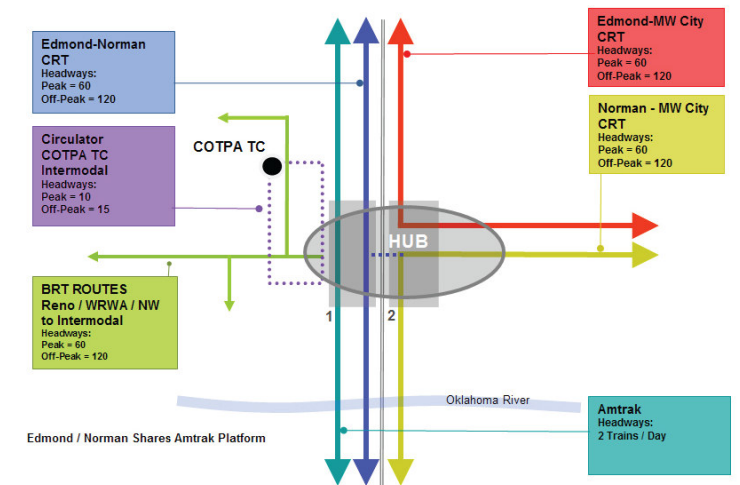 Edmond-Norman
CRT
Headways:
Peak = 60
Off-Peak = 120
Circulator
COTPA TC
Intermodal
Headways:
Peak = 10
Off-Peak = 15
BRT ROUTES
Reno / WRWA / NW
to Intermodal
Headways:
Peak = 60
Off-Peak = 120
COTPA TC
HUB
1
2
Edmond-MW City
CRT
Headways:
Peak = 60
Off-Peak = 120
Norman - MW City
CRT
Headways:
Peak = 60
Off-Peak = 120
Oklahoma River
Amtrak
Headways:
2 Trains / Day
Edmond / Norman Shares Amtrak Platform